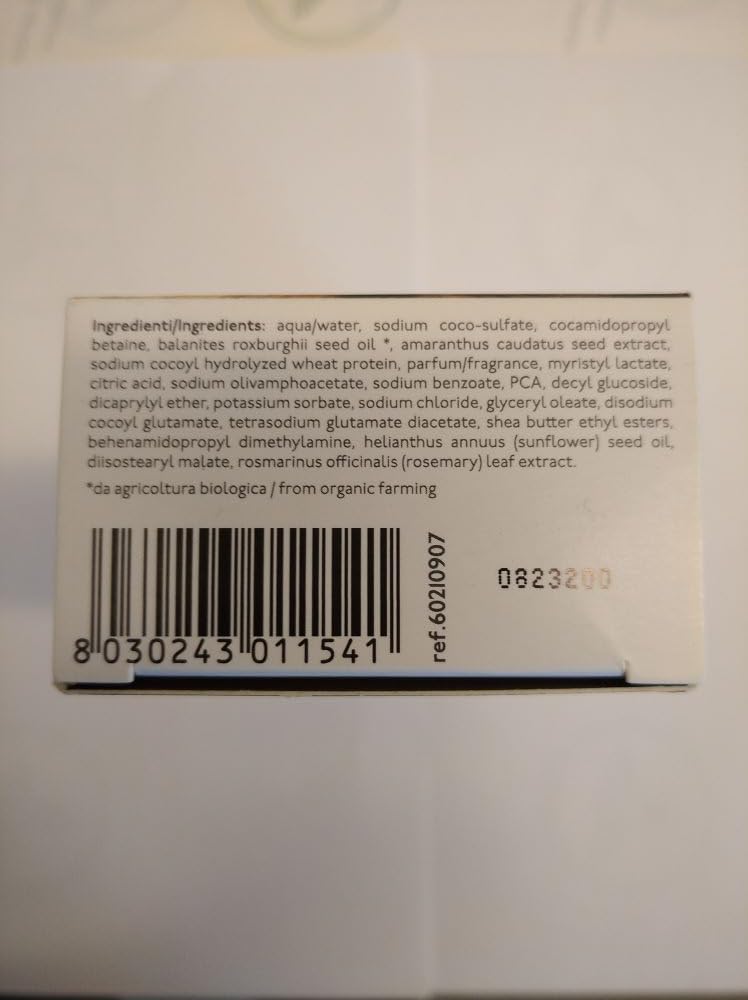 Ingredienti/Ingredients: aqua/water, sodium coco-sulfate, cocamidopropyl
betaine, balanites roxburghii seed oil *, amaranthus caudatus seed extract,
sodium cocoyl hydrolyzed wheat protein, parfum/fragrance, myristyl lactate,
citric acid, sodium olivamphoacetate, sodium benzoate, PCA, decyl glucoside,
dicaprylyl ether, potassium sorbate, sodium chloride, glyceryl oleate, disodium
cocoyl glutamate, tetrasodium glutamate diacetate, shea butter ethyl esters,
behenamidopropyl dimethylamine, helianthus annuus (sunflower) seed oil,
diisostearyl malate, rosmarinus officinalis (rosemary) leaf extract.
*da agricoltura biologica / from organic farming
8 030243 011541
ref.60210907
0823200